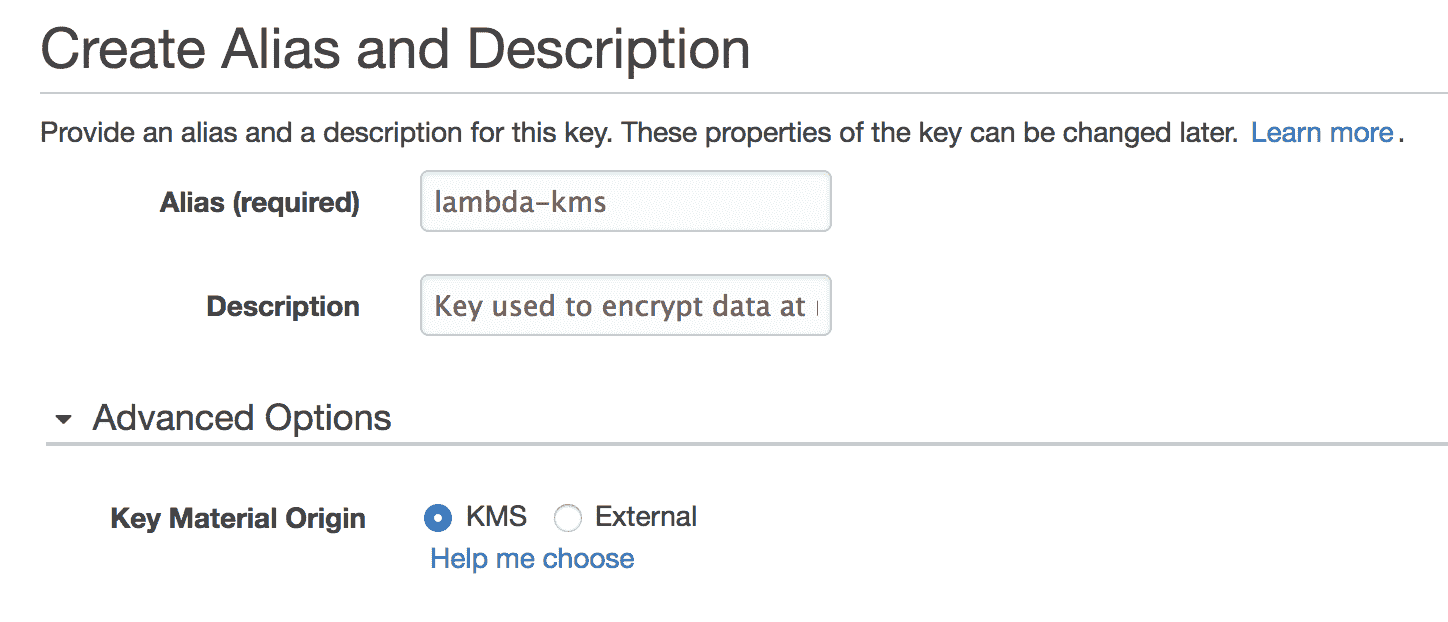 Create Alias and Description
Provide an alias and a description for this key. These properties of the key can be changed later. Learn more.
Alias (required) lambda-kms
Description Key used to encrypt data at
Advanced Options
Key Material Origin KMS External
Help me choose